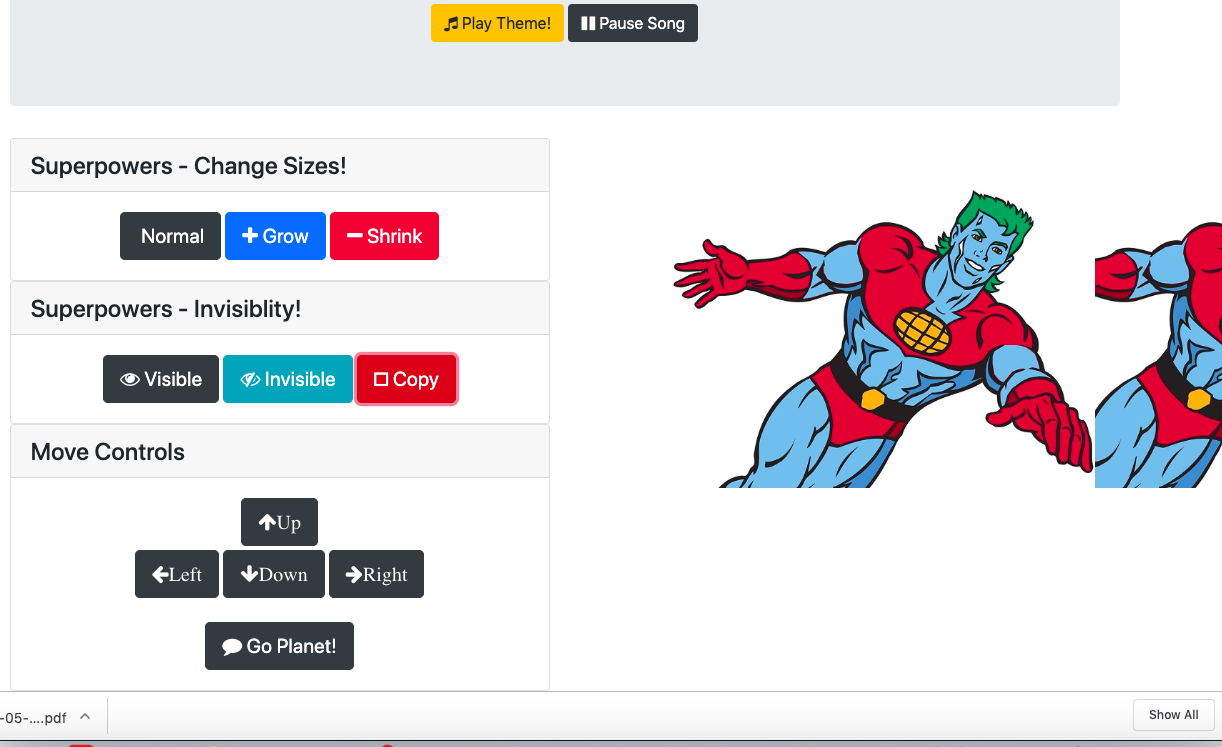 Play Theme! Pause Song
Superpowers - Change Sizes!
Normal Grow Shrink
Superpowers - Invisiblity!
Visible Invisible Copy
Move Controls
Up
Left Down Right
Go Planet!
-05-....pdf Show All